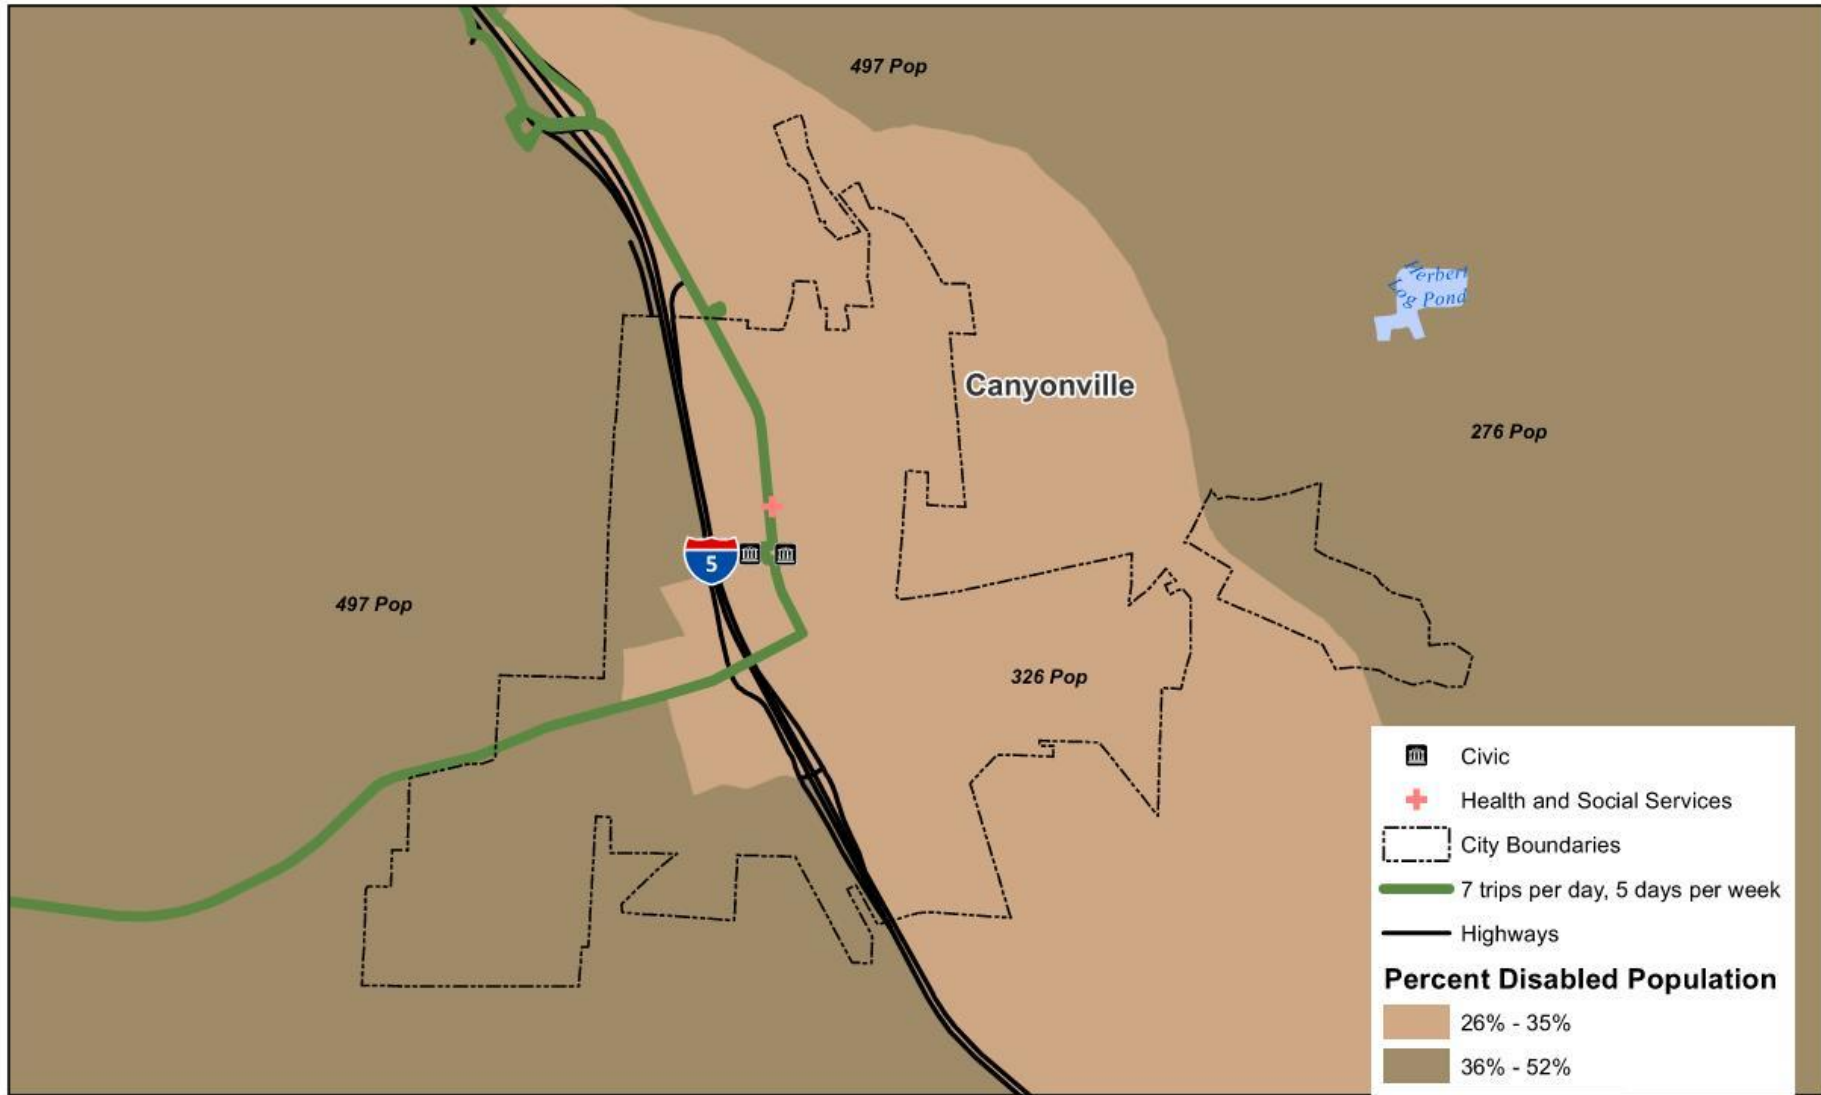 497 Pop
Herbert
Log Pond
Canyonville
276 Pop
5
497 Pop
326 Pop
Civic
Health and Social Services
City Boundaries
7 trips per day, 5 days per week
Highways
Percent Disabled Population
26% - 35%
36% - 52%